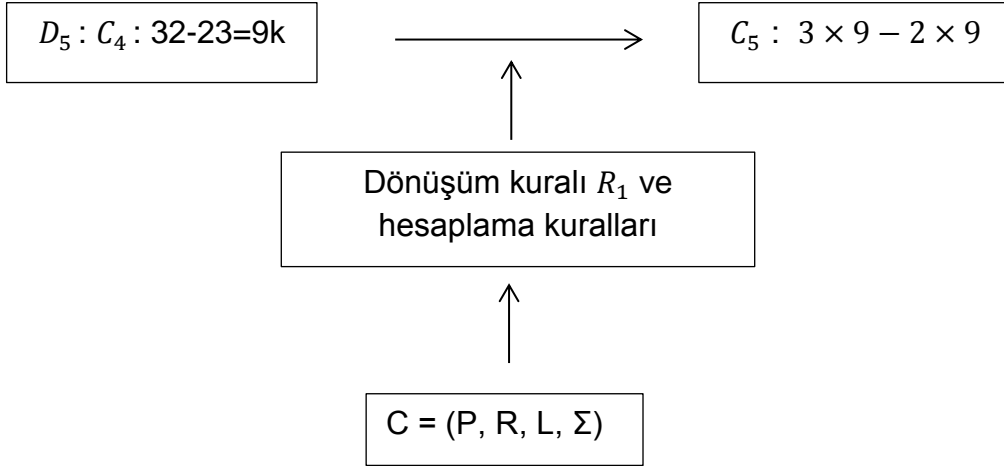 D₅ : C₄ : 32-23=9k
C₅ : 3 × 9 − 2 × 9
Dönüşüm kuralı R₁ ve
hesaplama kuralları
C = (P, R, L, Σ)